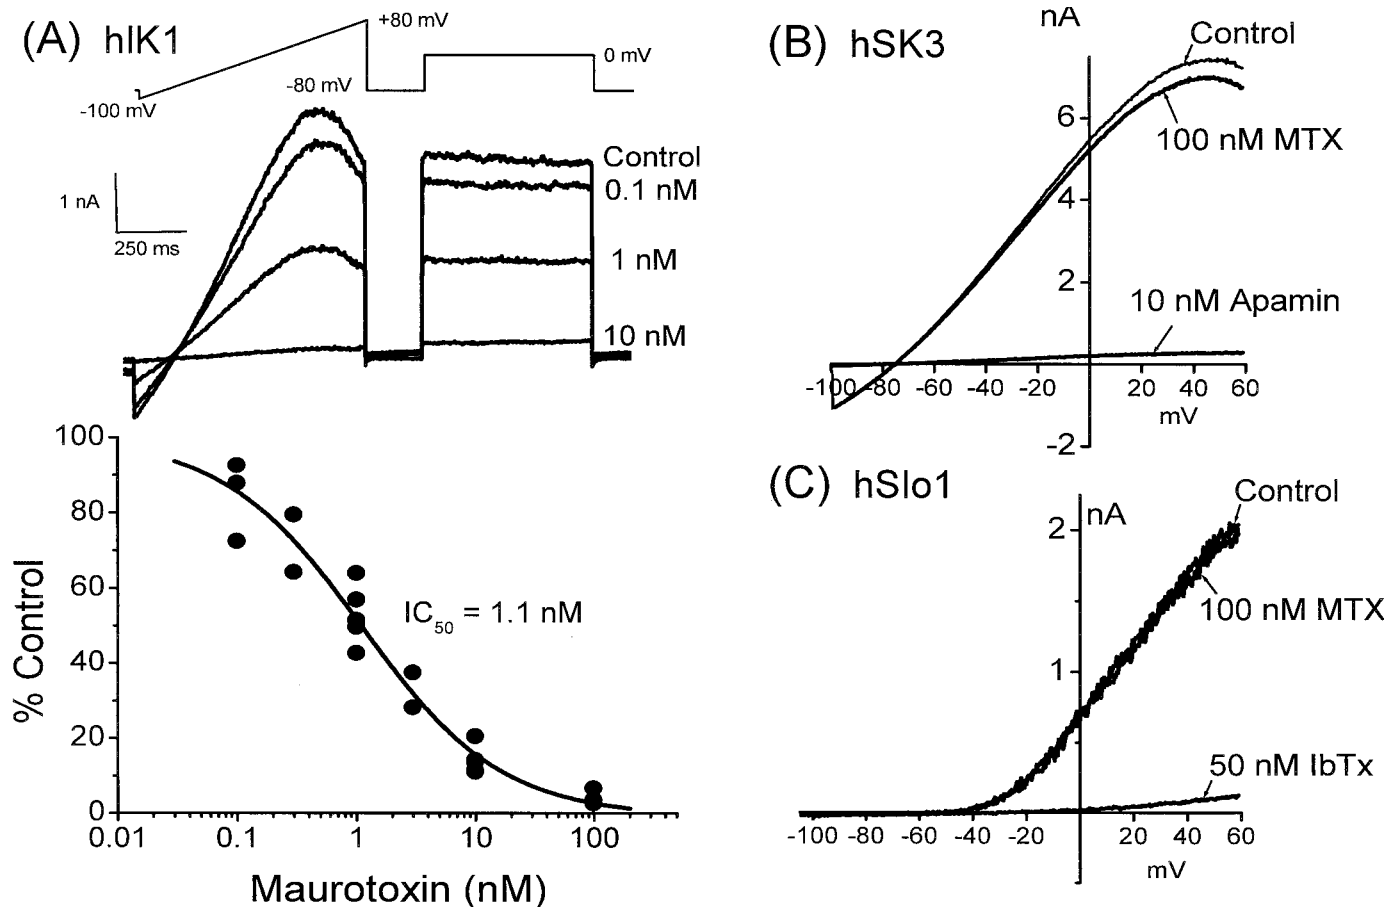 (A) hIK1
+80 mV
0 mV
-80 mV
-100 mV
Control
0.1 nM
1 nM
10 nM
1 nA
250 ms
100
80
60
40
20
0
% Control
IC50 = 1.1 nM
0.01 0.1 1 10 100
Maurotoxin (nM)
(B) hSK3
nA
Control
6
100 nM MTX
4
2
10 nM Apamin
-100 -80 -60 -40 -20 20 40 60
mV
-2
(C) hSlo1
Control
nA
2
100 nM MTX
1
50 nM IbTx
-100 -80 -60 -40 -20 20 40 60
mV